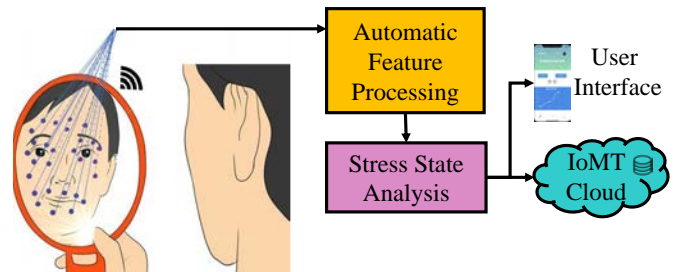 Automatic
Feature
Processing
User
Interface
Stress State
Analysis
IoMT
Cloud